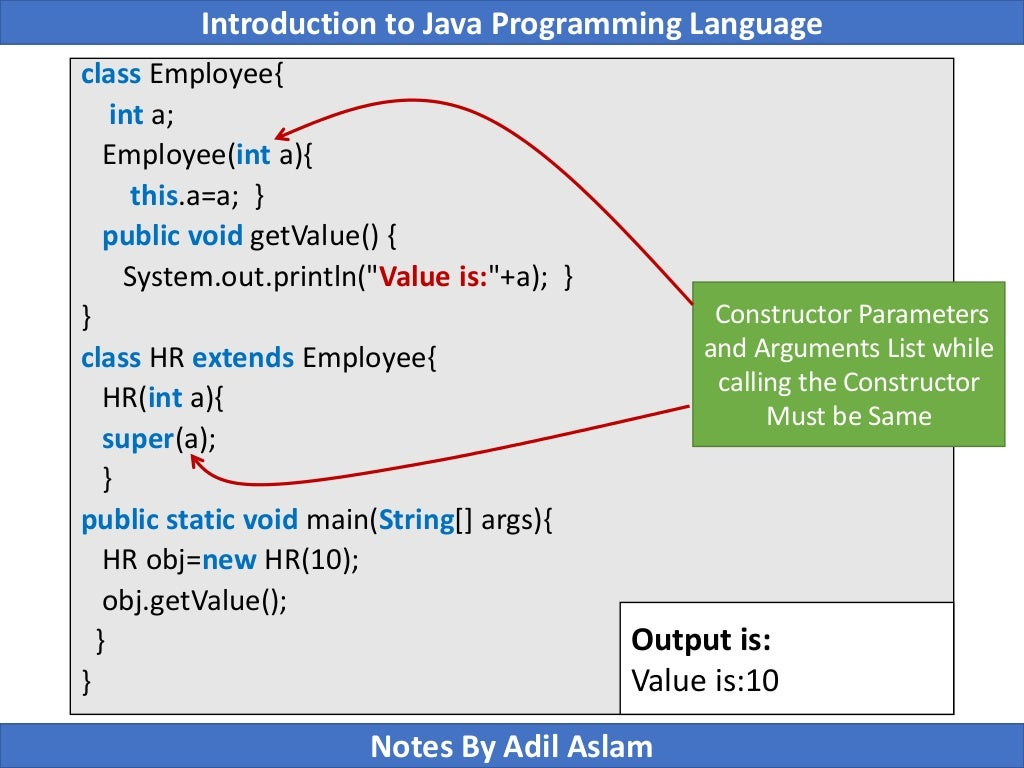 Introduction to Java Programming Language
class Employee{
int a;
Employee(int a){
this.a=a;  }
public void getValue() {
System.out.println("Value is:"+a);  }
}
class HR extends Employee{
HR(int a){
super(a);
}
public static void main(String[] args){
HR obj=new HR(10);
obj.getValue();
}
}
Constructor Parameters
and Arguments List while
calling the Constructor
Must be Same
Output is:
Value is:10
Notes By Adil Aslam